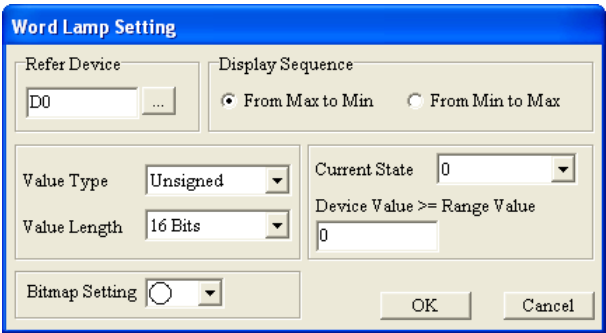 Word Lamp Setting
Refer Device
D0
...
Display Sequence
From Max to Min
From Min to Max
Value Type
Unsigned
Value Length
16 Bits
Current State
0
Device Value >= Range Value
0
Bitmap Setting
OK
Cancel